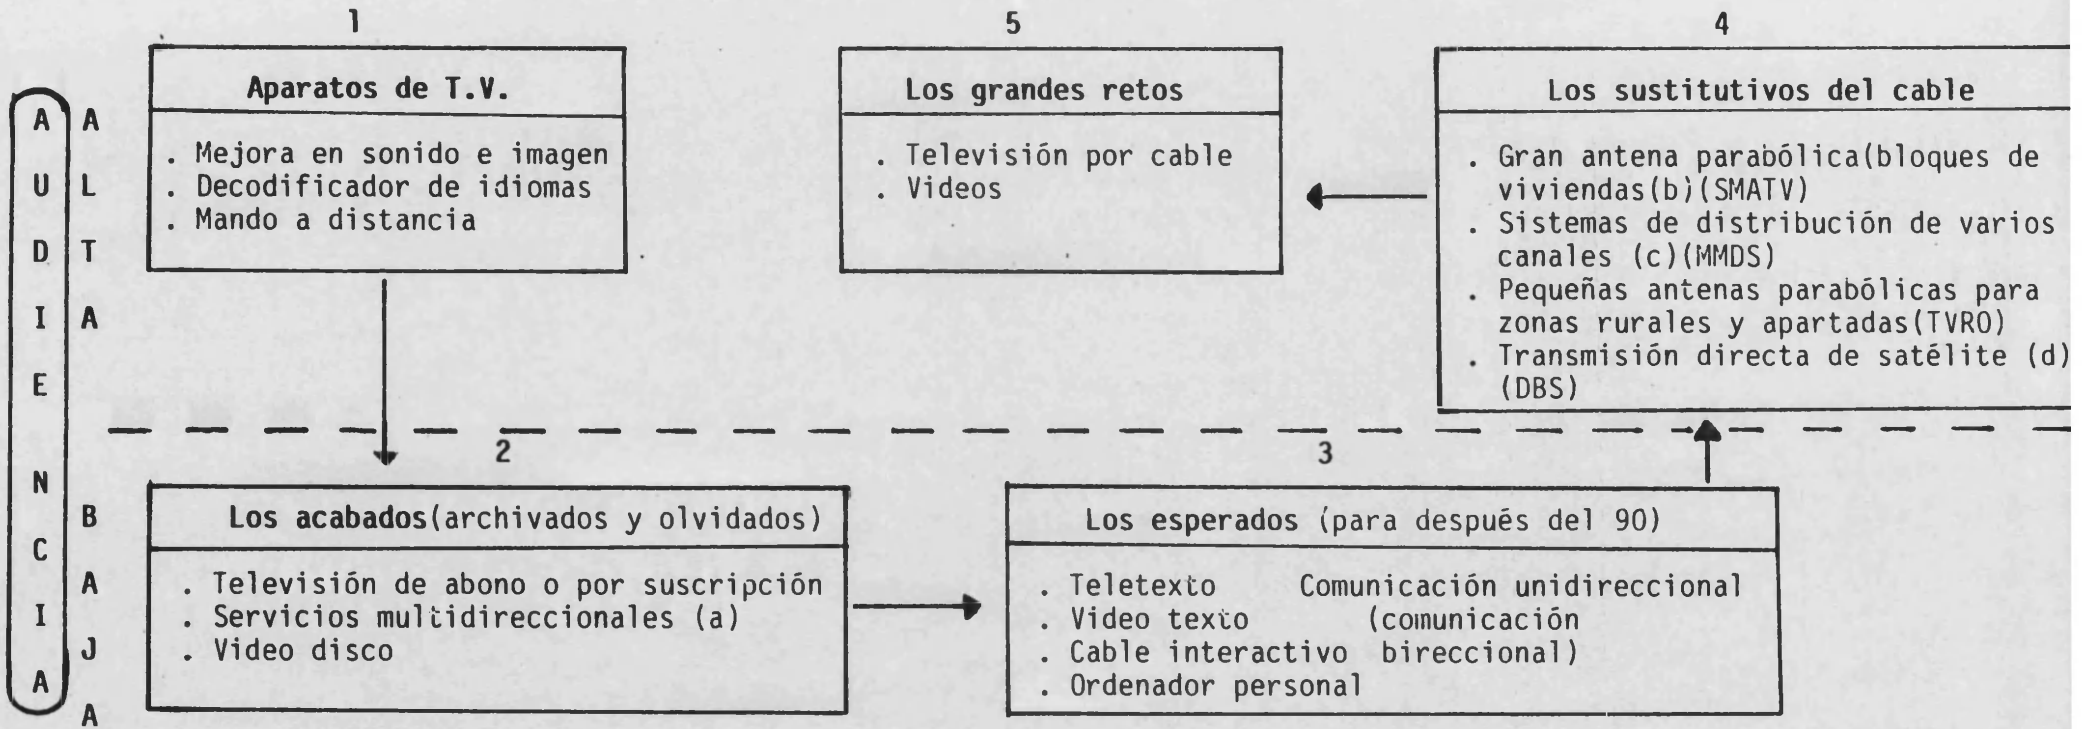 AUDIENCIA
ALTA
BAJA
1
Aparatos de T.V.
. Mejora en sonido e imagen
. Decodificador de idiomas
. Mando a distancia
5
Los grandes retos
. Televisión por cable
. Videos
4
Los sustitutivos del cable
. Gran antena parabólica(bloques de
viviendas(b)(SMATV)
. Sistemas de distribución de varios
canales (c)(MMDS)
. Pequeñas antenas parabólicas para
zonas rurales y apartadas(TVRO)
. Transmisión directa de satélite (d)
(DBS)
2
Los acabados(archivados y olvidados)
. Televisión de abono o por suscripción
. Servicios multidireccionales (a)
. Video disco
3
Los esperados (para después del 90)
. Teletexto Comunicación unidireccional
. Video texto (comunicación
. Cable interactivo bireccional)
. Ordenador personal